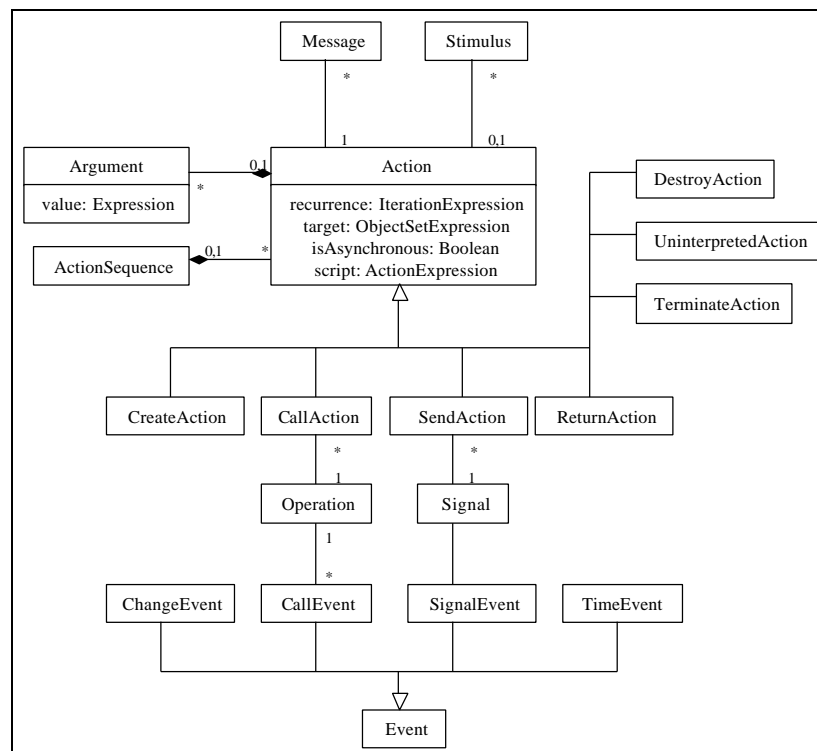 Message
Stimulus
*
*
1
0,1
Argument
value: Expression
0,1
*
Action
recurrence: IterationExpression
target: ObjectSetExpression
isAsynchronous: Boolean
script: ActionExpression
ActionSequence
0,1
*
DestroyAction
UninterpretedAction
TerminateAction
CreateAction
CallAction
SendAction
ReturnAction
*
*
1
1
Operation
Signal
1
*
ChangeEvent
CallEvent
SignalEvent
TimeEvent
Event